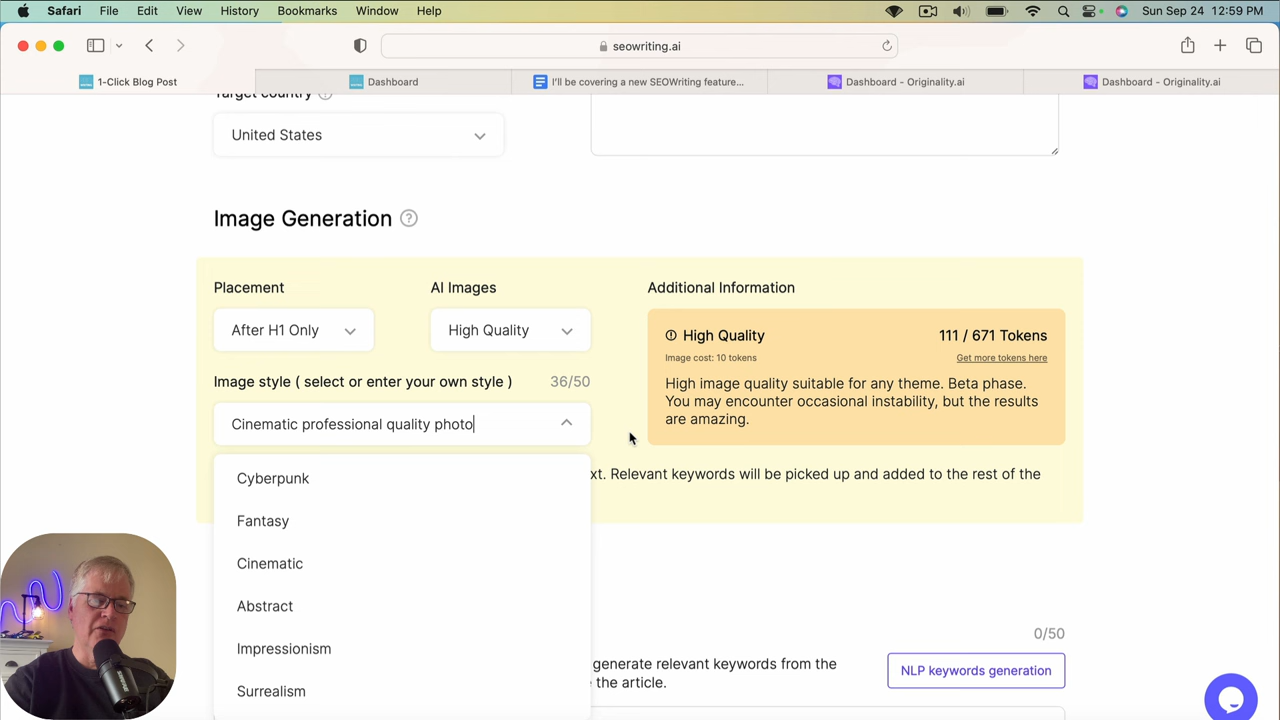 Safari File Edit View History Bookmarks Window Help Sun Sep 24 12:59 PM
seowriting.ai
1-Click Blog Post Dashboard I'll be covering a new SEOWriting feature... Dashboard - Originality.ai Dashboard - Originality.ai
Target country ?
United States
Image Generation ?
Placement AI Images Additional Information
After H1 Only High Quality
High Quality 111 / 671 Tokens
Image cost: 10 tokens Get more tokens here
High image quality suitable for any theme. Beta phase.
You may encounter occasional instability, but the results
are amazing.
Image style ( select or enter your own style ) 36/50
Cinematic professional quality photo
xt. Relevant keywords will be picked up and added to the rest of the
Cyberpunk
Fantasy
Cinematic
Abstract
Impressionism
Surrealism
0/50
generate relevant keywords from the
the article.
NLP keywords generation